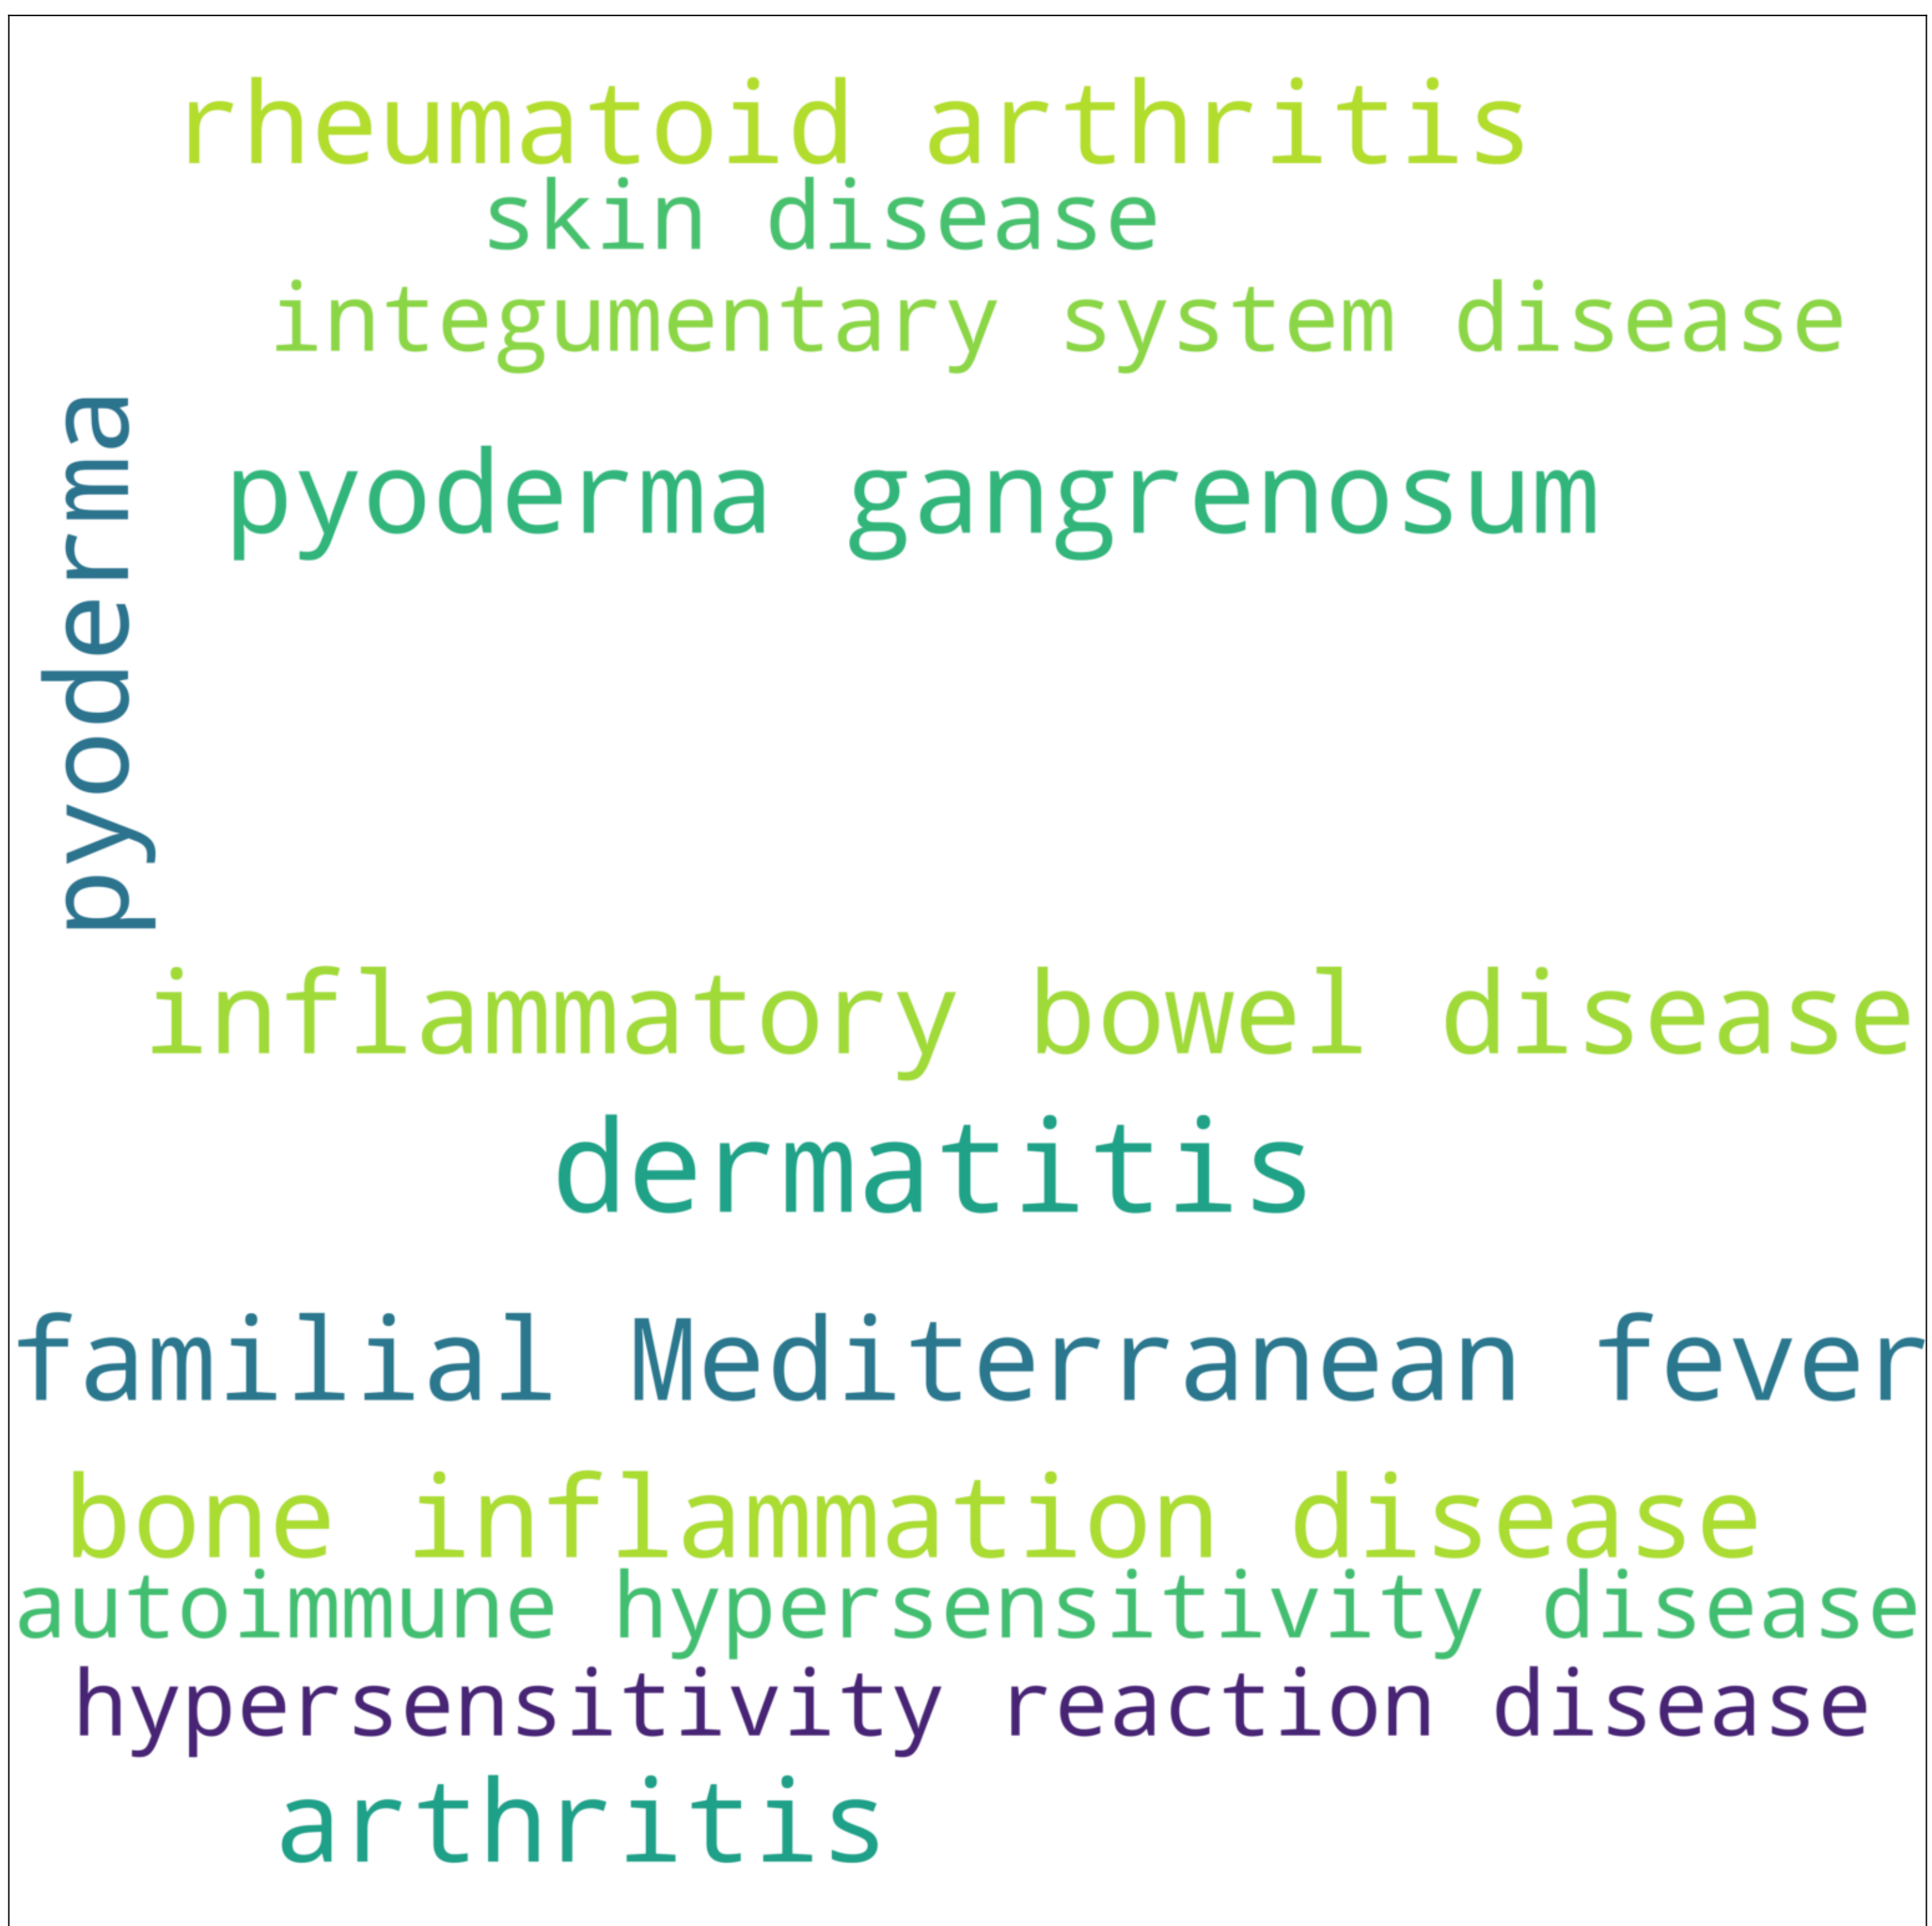 rheumatoid arthritis
skin disease
integumentary system disease
pyoderma
pyoderma gangrenosum
inflammatory bowel disease
dermatitis
familial Mediterranean fever
bone inflammation disease
autoimmune hypersensitivity disease
hypersensitivity reaction disease
arthritis